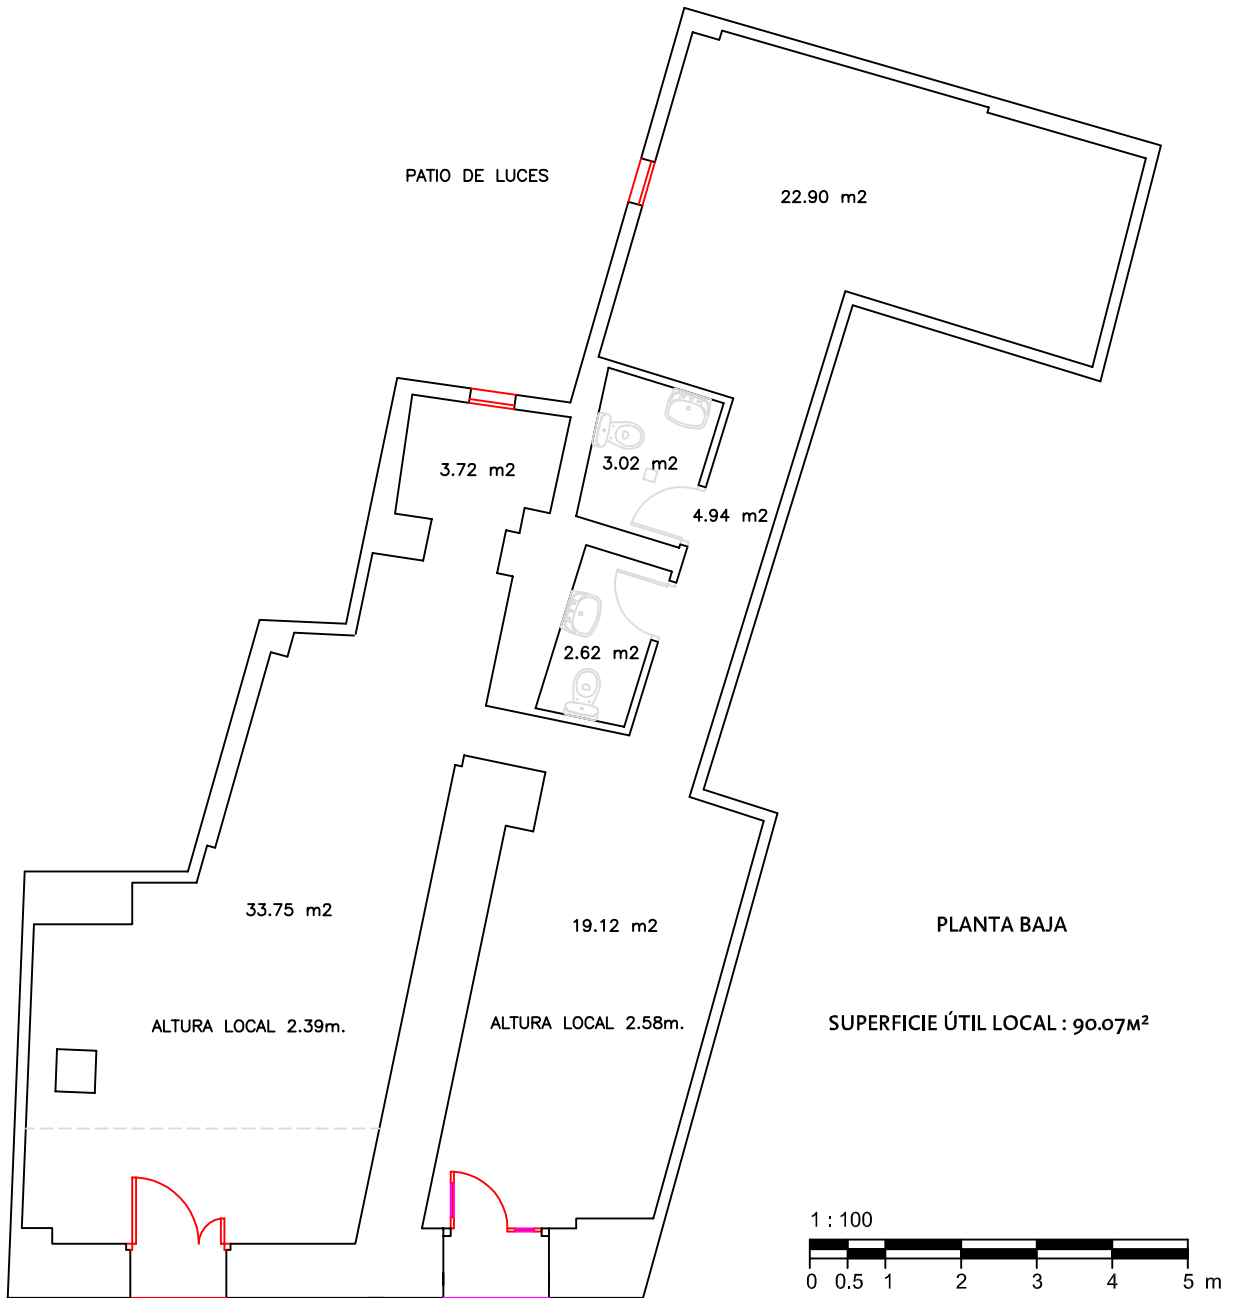 PATIO DE LUCES
22.90 m2
3.72 m2
3.02 m2
4.94 m2
2.62 m2
33.75 m2
19.12 m2
PLANTA BAJA
ALTURA LOCAL 2.39m.
ALTURA LOCAL 2.58m.
SUPERFICIE ÚTIL LOCAL : 90.07M²
1 : 100
0 0.5 1 2 3 4 5 m